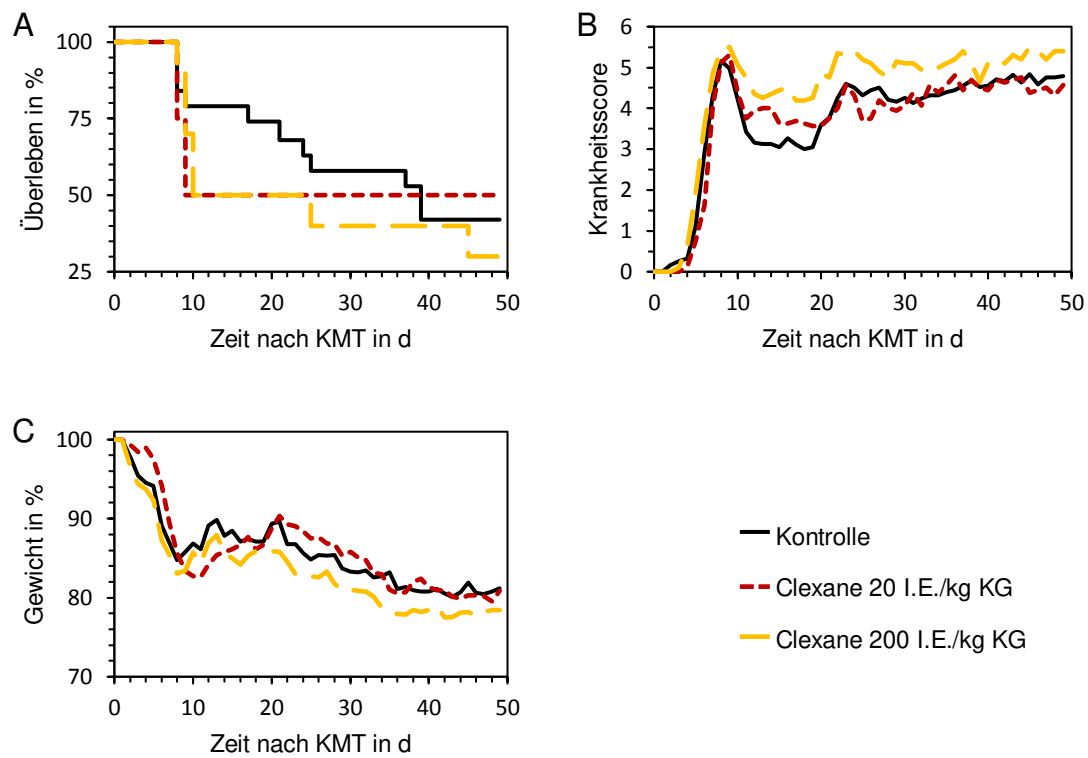 A
Überleben in %
100
75
50
25
0
10
20
30
40
50
Zeit nach KMT in d
B
Krankheitsscore
6
5
4
3
2
1
0
0
10
20
30
40
50
Zeit nach KMT in d
C
Gewicht in %
100
90
80
70
0
10
20
30
40
50
Zeit nach KMT in d
Kontrolle
Clexane 20 I.E./kg KG
Clexane 200 I.E./kg KG